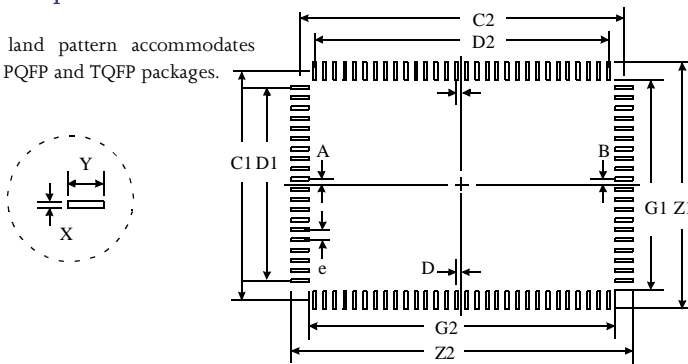 land pattern accommodates
PQFP and TQFP packages.
C2
D2
Y
X
C1 D1
A
B
G1 Z1
e
D
G2
Z2